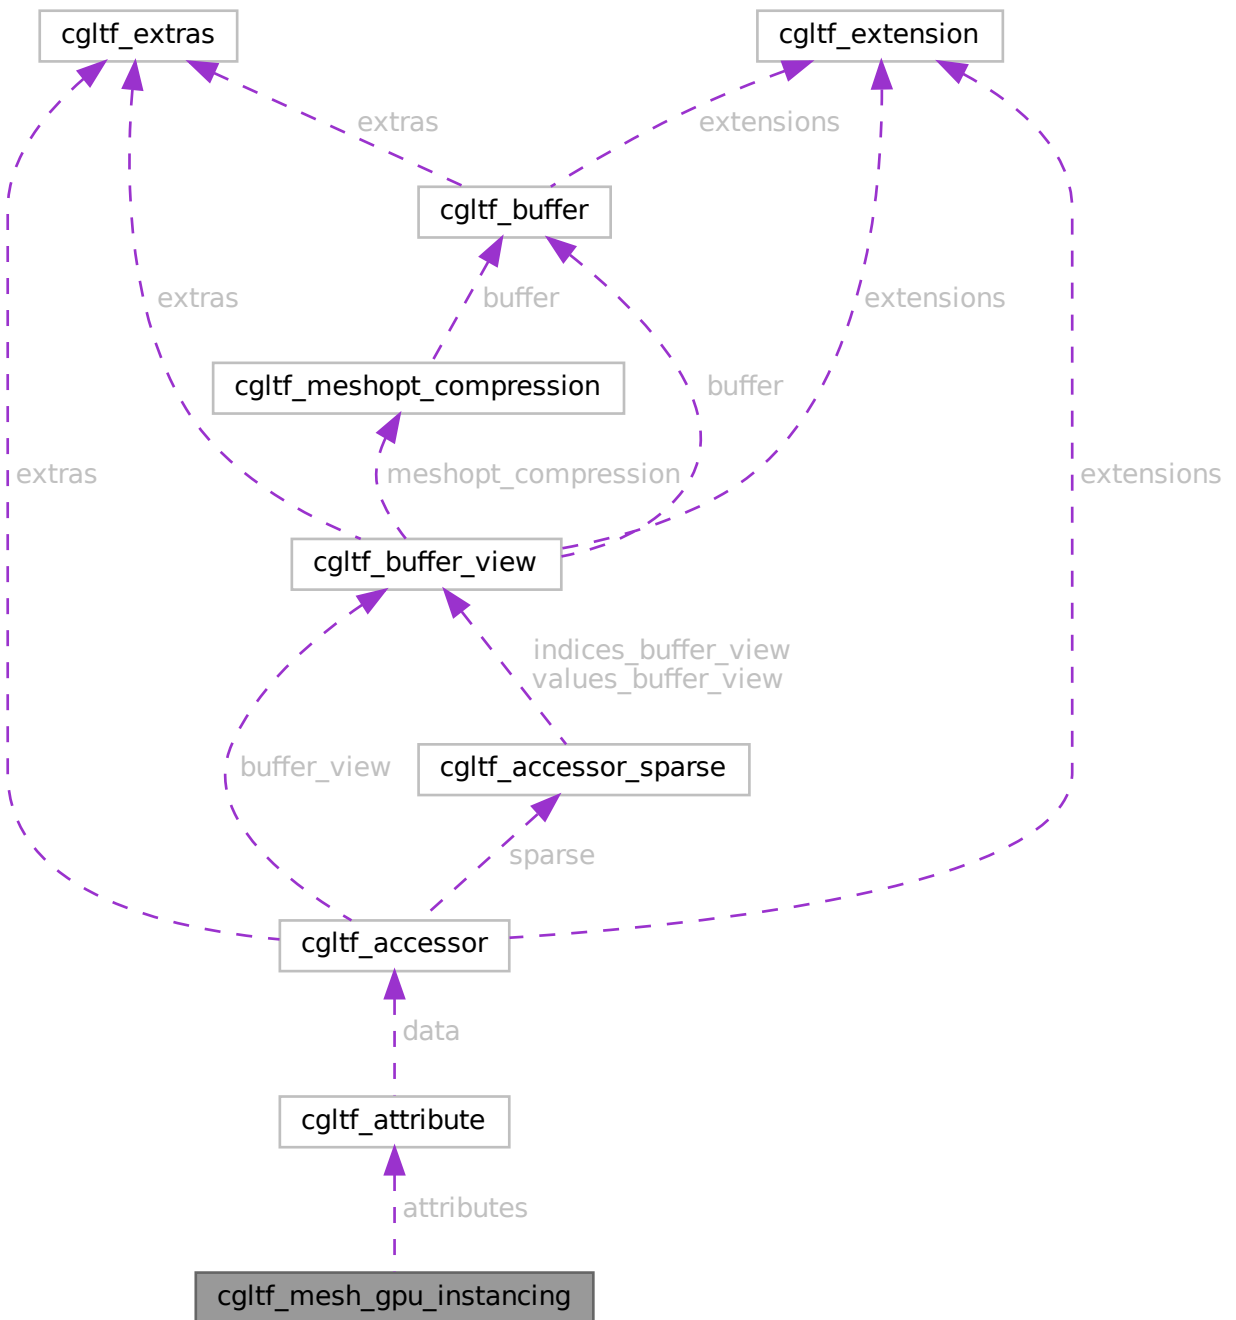 cgltf_extras
cgltf_extension
extras
extensions
cgltf_buffer
extras
buffer
extensions
cgltf_meshopt_compression
buffer
extras
meshopt_compression
extensions
cgltf_buffer_view
indices_buffer_view
values_buffer_view
buffer_view
cgltf_accessor_sparse
sparse
cgltf_accessor
data
cgltf_attribute
attributes
cgltf_mesh_gpu_instancing